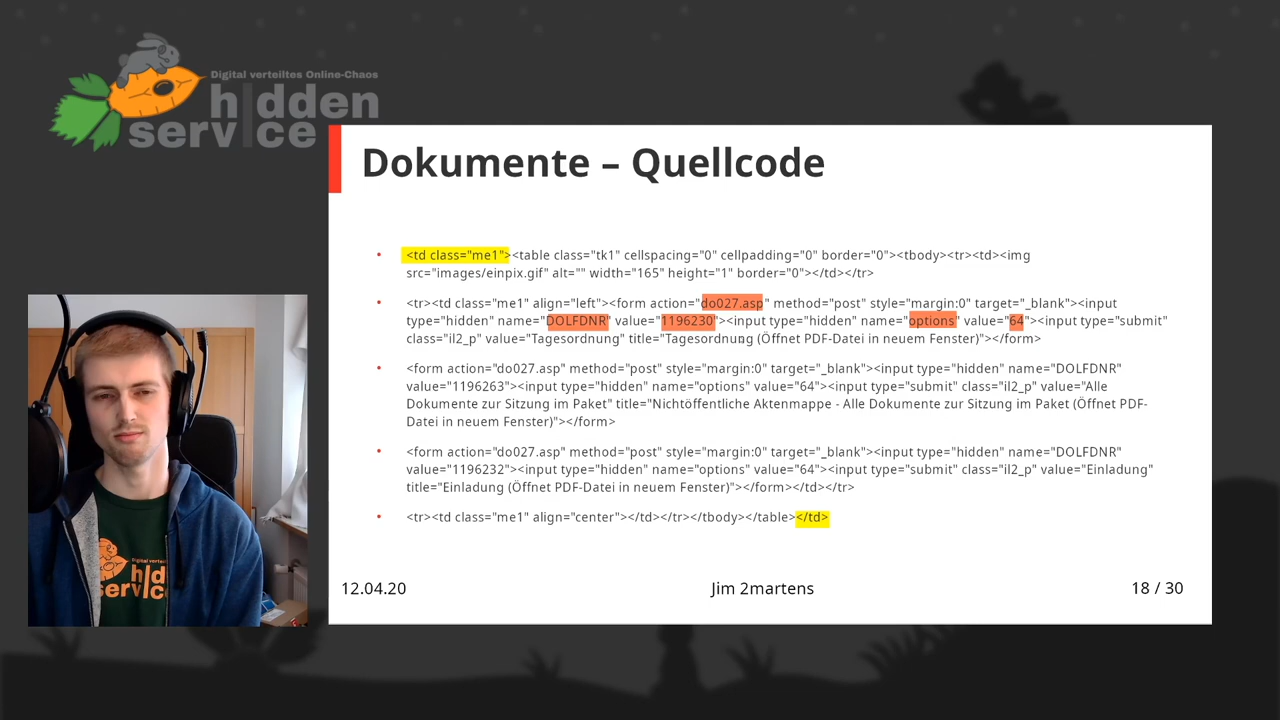 Digital verteiltes Online-Chaos
hidden
service
Dokumente – Quellcode
<td class="me1"><table class="tk1" cellspacing="0" cellpadding="0" border="0"><tbody><tr><td><img
src="images/einpix.gif" alt="" width="165" height="1" border="0"></td></tr>
<tr><td class="me1" align="left"><form action="do027.asp" method="post" style="margin:0" target="_blank"><input
type="hidden" name="DOLFDNR" value="1196230"><input type="hidden" name="options" value="64"><input type="submit"
class="il2_p" value="Tagesordnung" title="Tagesordnung (Öffnet PDF-Datei in neuem Fenster)"></form>
<form action="do027.asp" method="post" style="margin:0" target="_blank"><input type="hidden" name="DOLFDNR"
value="1196263"><input type="hidden" name="options" value="64"><input type="submit" class="il2_p" value="Alle
Dokumente zur Sitzung im Paket" title="Nichtöffentliche Aktenmappe - Alle Dokumente zur Sitzung im Paket (Öffnet PDF-
Datei in neuem Fenster)"></form>
<form action="do027.asp" method="post" style="margin:0" target="_blank"><input type="hidden" name="DOLFDNR"
value="1196232"><input type="hidden" name="options" value="64"><input type="submit" class="il2_p" value="Einladung"
title="Einladung (Öffnet PDF-Datei in neuem Fenster)"></form></td></tr>
<tr><td class="me1" align="center"></td></tr></tbody></table></td>
12.04.20
Jim 2martens
18 / 30